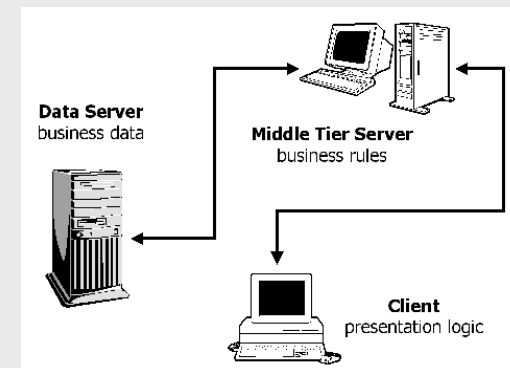 Data Server
business data
Middle Tier Server
business rules
Client
presentation logic